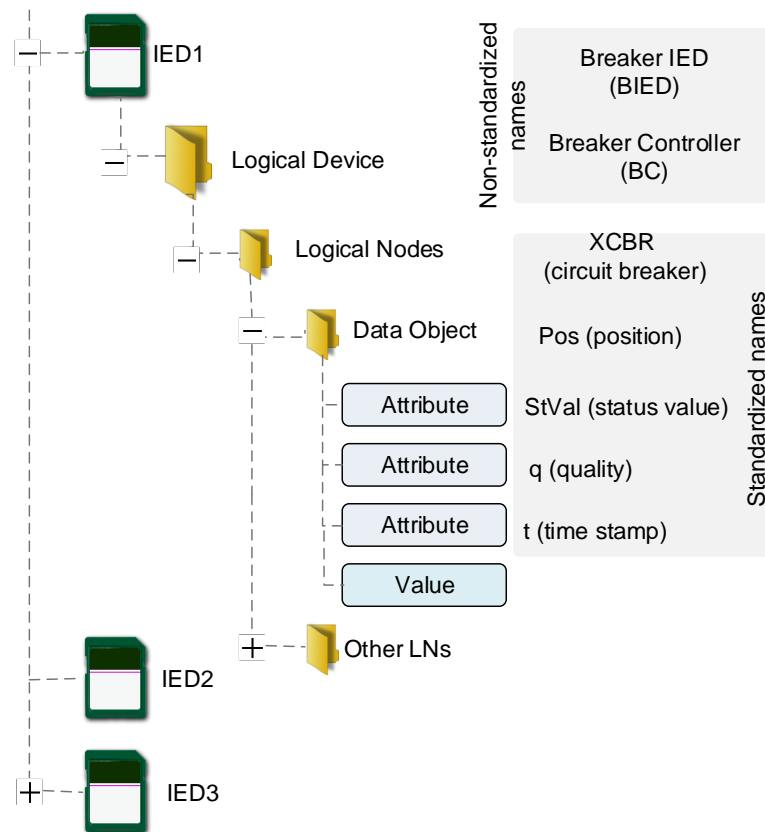 IED1
Non-standardized
names
Breaker IED
(BIED)
Logical Device
Breaker Controller
(BC)
Logical Nodes
XCBR
(circuit breaker)
Standardized names
Data Object
Pos (position)
Attribute
StVal (status value)
Attribute
q (quality)
Attribute
t (time stamp)
Value
Other LNs
IED2
IED3